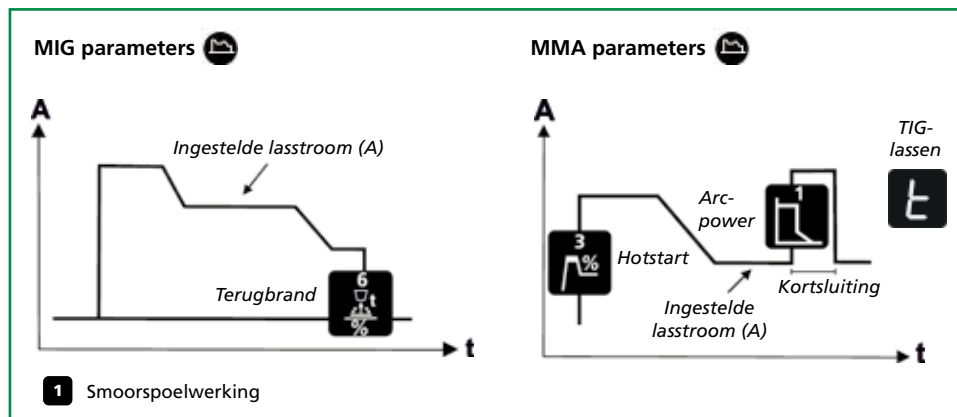 MIG parameters
A
Ingestelde lasstroom (A)
Terugbrand
6
t
%
t
1 Smoorspoelwerking
MMA parameters
A
TIG-
lassen
t
Arc-
power
1
3
%
Hotstart
Kortsluiting
Ingestelde
lasstroom (A)
t